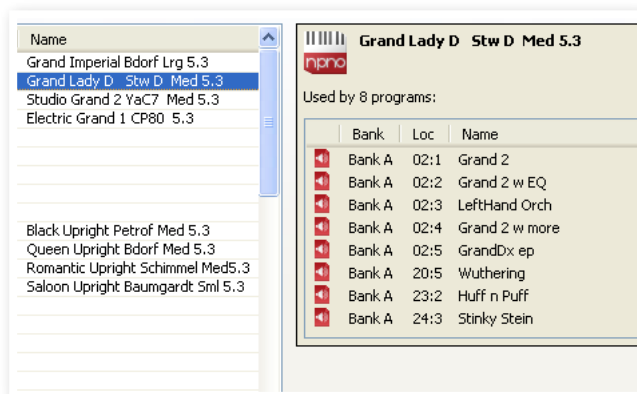 Name
Grand Imperial Bdorf Lrg 5.3
Grand Lady D Stw D Med 5.3
Studio Grand 2 YaC7 Med 5.3
Electric Grand 1 CP80 5.3
Black Upright Petrof Med 5.3
Queen Upright Bdorf Med 5.3
Romantic Upright Schimmel Med5.3
Saloon Upright Baumgardt Sml 5.3
npno
Grand Lady D Stw D Med 5.3
Used by 8 programs:
Bank Loc Name
Bank A 02:1 Grand 2
Bank A 02:2 Grand 2 w EQ
Bank A 02:3 LeftHand Orch
Bank A 02:4 Grand 2 w more
Bank A 02:5 GrandDx ep
Bank A 20:5 Wuthering
Bank A 23:2 Huff n Puff
Bank A 24:3 Stinky Stein